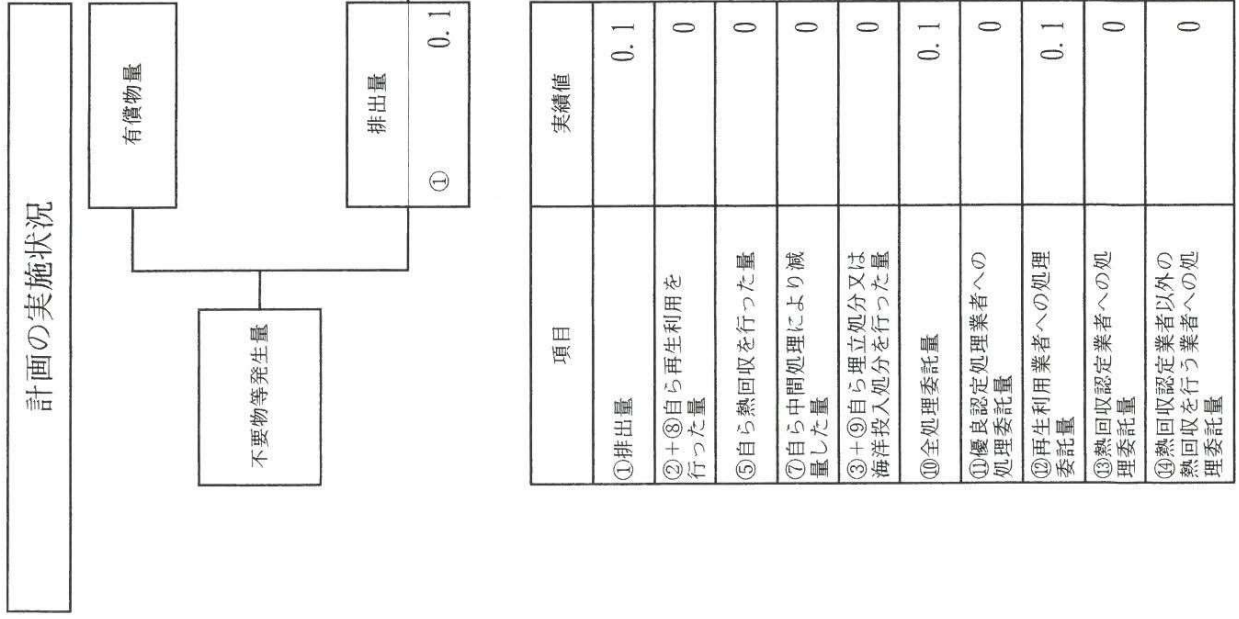 計画の実施状況
有償物量
不要物等発生量
排出量
① 0.1
項目 実績値
①排出量 0.1
②+⑧自ら再生利用を
行った量 0
⑤自ら熱回収を行った量 0
⑦自ら中間処理により減
量した量 0
③+⑨自ら埋立処分又は
海洋投入処分を行った量 0
⑩全処理委託量 0.1
⑪優良認定処理業者への
処理委託量 0
⑫再生利用業者への処理
委託量 0.1
⑬熱回収認定業者への処
理委託量 0
⑭熱回収認定業者以外の
熱回収を行う業者への処
理委託量 0